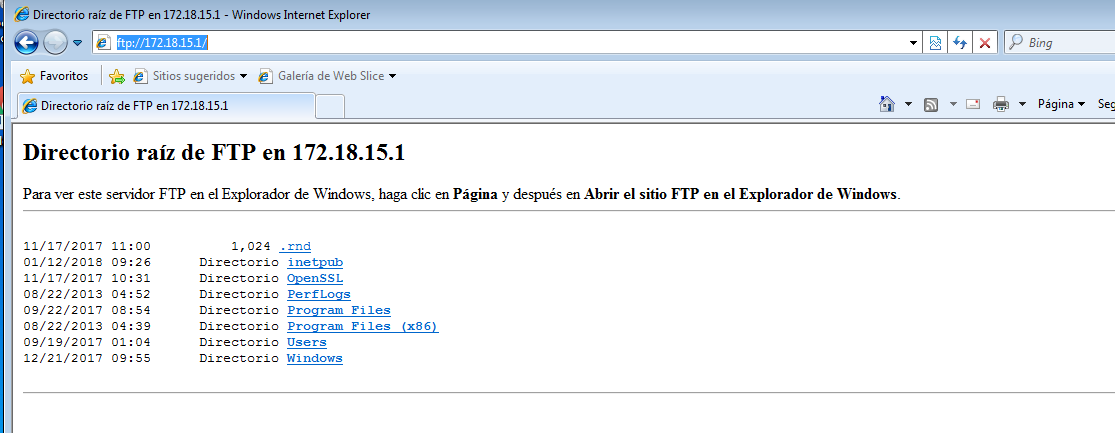 Directorio raíz de FTP en 172.18.15.1 - Windows Internet Explorer
ftp://172.18.15.1/
Bing
Favoritos Sitios sugeridos Galería de Web Slice
Directorio raíz de FTP en 172.18.15.1 Página Seg
Directorio raíz de FTP en 172.18.15.1
Para ver este servidor FTP en el Explorador de Windows, haga clic en Página y después en Abrir el sitio FTP en el Explorador de Windows.
11/17/2017 11:00 1,024 .rnd
01/12/2018 09:26 Directorio inetpub
11/17/2017 10:31 Directorio OpenSSL
08/22/2013 04:52 Directorio PerfLogs
09/22/2017 08:54 Directorio Program Files
08/22/2013 04:39 Directorio Program Files (x86)
09/19/2017 01:04 Directorio Users
12/21/2017 09:55 Directorio Windows